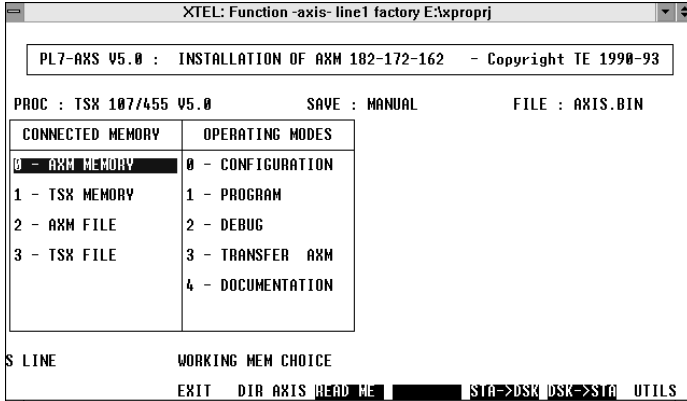 XTEL: Function -axis- line1 factory E:\xproprj
PL7-AXS V5.0 : INSTALLATION OF AXM 182-172-162 - Copyright TE 1990-93
PROC : TSX 107/455 V5.0 SAVE : MANUAL FILE : AXIS.BIN
CONNECTED MEMORY OPERATING MODES
0 - AXM MEMORY 0 - CONFIGURATION
1 - TSX MEMORY 1 - PROGRAM
2 - AXM FILE 2 - DEBUG
3 - TSX FILE 3 - TRANSFER AXM
4 - DOCUMENTATION
S LINE WORKING MEM CHOICE
EXIT DIR AXIS READ ME STA->DSK DSK->STA UTILS